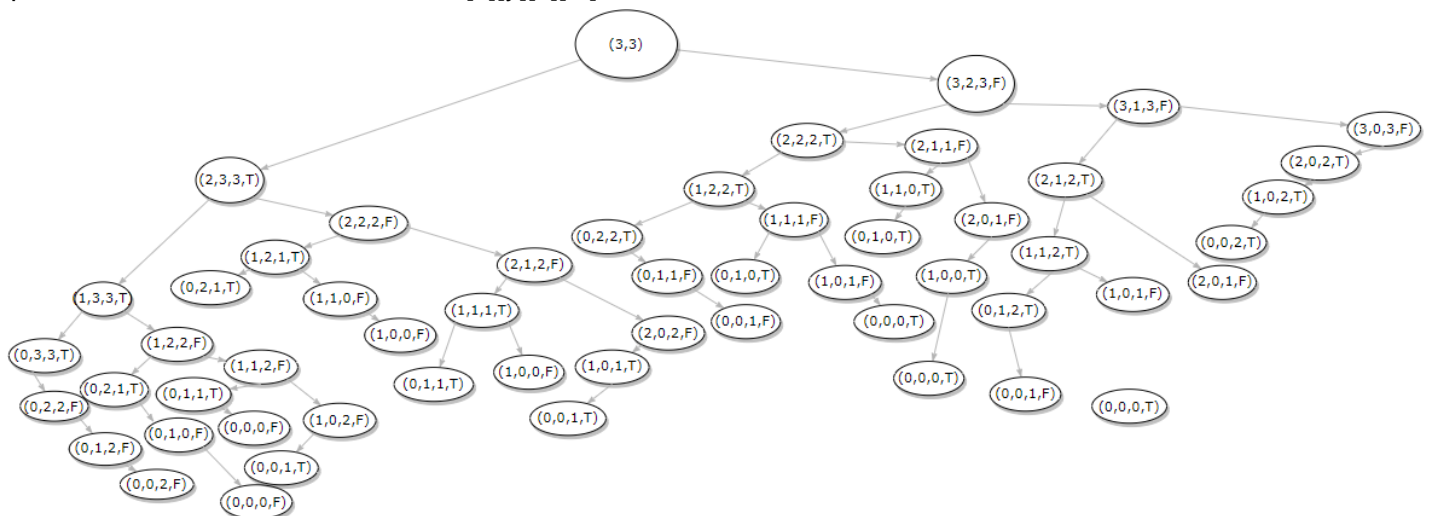 (3,3)
(3,2,3,F)
(3,1,3,F)
(3,0,3,F)
(2,2,2,T)
(2,1,1,F)
(2,0,2,T)
(2,3,3,T)
(1,2,2,T)
(1,1,0,T)
(2,1,2,T)
(1,0,2,T)
(2,2,2,F)
(0,2,2,T)
(1,1,1,F)
(0,1,0,T)
(2,0,1,F)
(0,0,2,T)
(1,2,1,T)
(2,1,2,F)
(1,1,2,T)
(0,2,1,T)
(0,1,1,F)
(0,1,0,T)
(1,0,1,F)
(1,0,0,T)
(1,0,1,F)
(2,0,1,F)
(1,3,3,T)
(1,1,0,F)
(1,1,1,T)
(0,0,1,F)
(0,0,0,T)
(0,1,2,T)
(1,0,0,F)
(2,0,2,F)
(0,3,3,T)
(1,2,2,F)
(1,1,2,F)
(0,1,1,T)
(1,0,0,F)
(1,0,1,T)
(0,0,0,T)
(0,2,1,T)
(0,1,1,T)
(0,0,1,F)
(0,0,0,T)
(0,2,2,F)
(0,1,0,F)
(0,0,0,F)
(1,0,2,F)
(0,0,1,T)
(0,1,2,F)
(0,0,1,T)
(0,0,2,F)
(0,0,0,F)